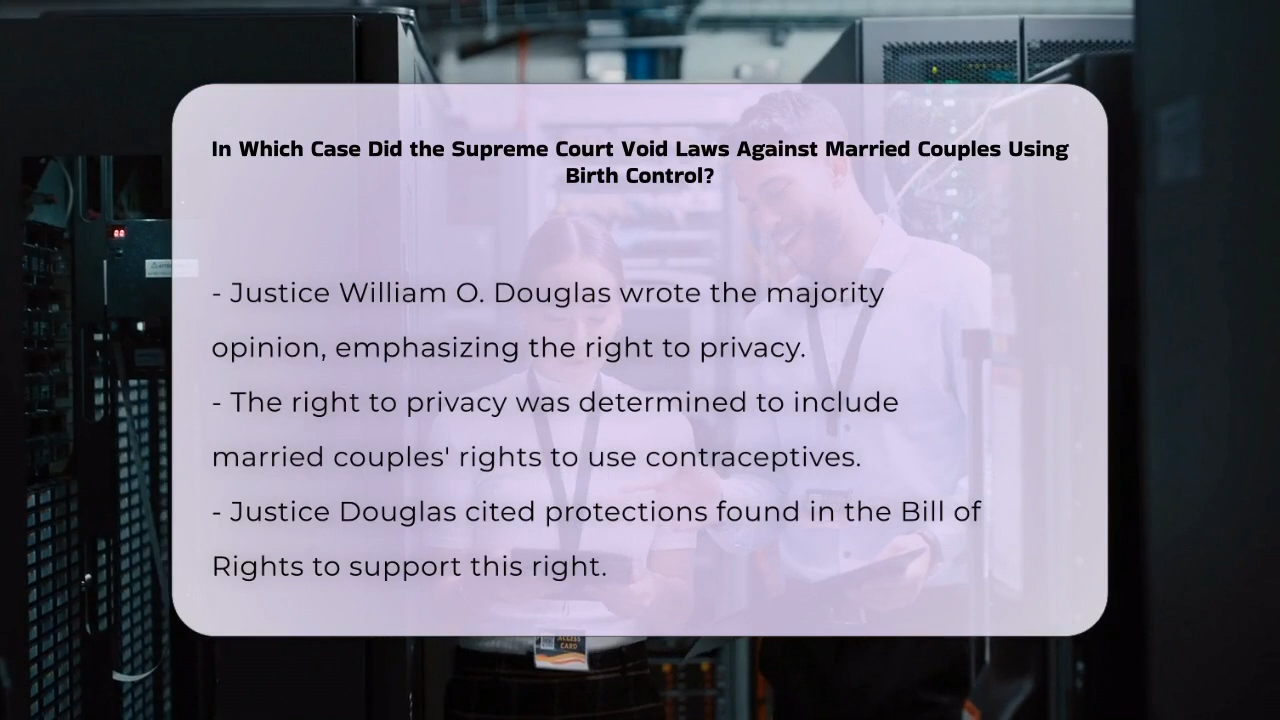 In Which Case Did the Supreme Court Void Laws Against Married Couples Using
Birth Control?
- Justice William O. Douglas wrote the majority
opinion, emphasizing the right to privacy.
- The right to privacy was determined to include
married couples' rights to use contraceptives.
- Justice Douglas cited protections found in the Bill of
Rights to support this right.
ACCESS
CARD